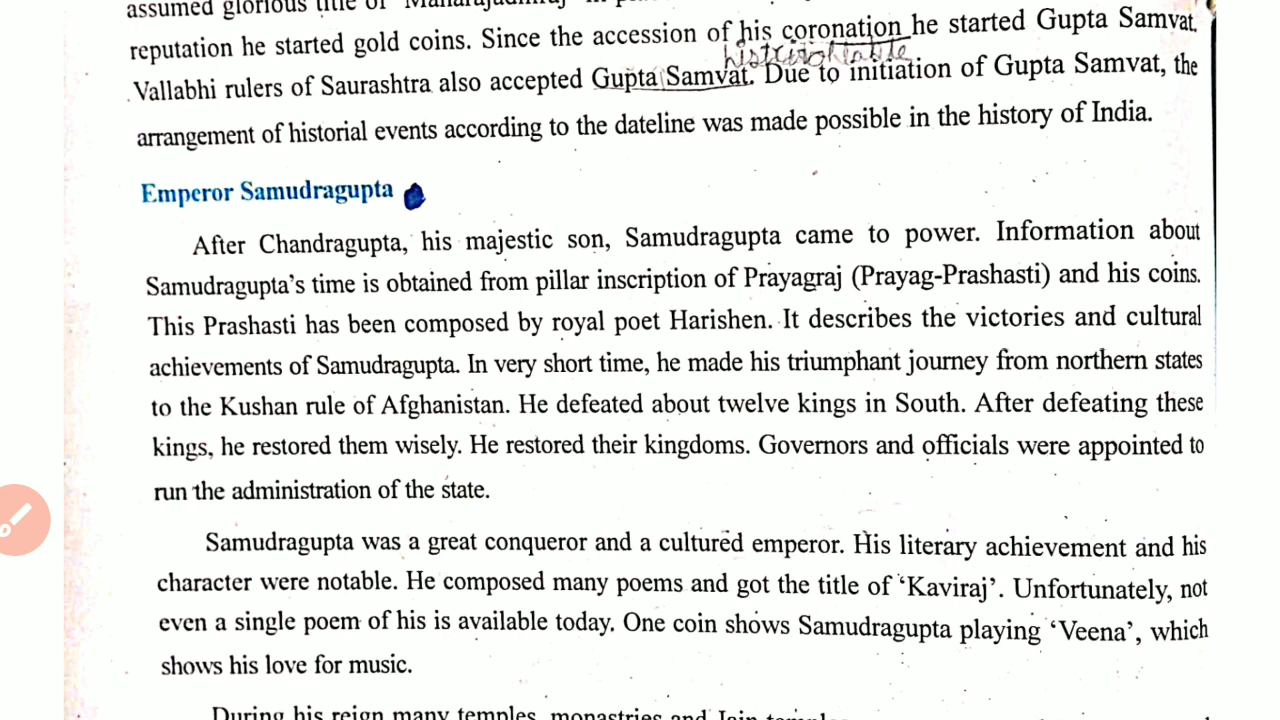 assumed glorious title of 'Maharajadhiraj' in
reputation he started gold coins. Since the accession of his coronation he started Gupta Samvat.
Vallabhi rulers of Saurashtra also accepted Gupta Samvat. Due to initiation of Gupta Samvat, the
arrangement of historial events according to the dateline was made possible in the history of India.
Emperor Samudragupta
After Chandragupta, his majestic son, Samudragupta came to power. Information about
Samudragupta's time is obtained from pillar inscription of Prayagraj (Prayag-Prashasti) and his coins.
This Prashasti has been composed by royal poet Harishen. It describes the victories and cultural
achievements of Samudragupta. In very short time, he made his triumphant journey from northern states
to the Kushan rule of Afghanistan. He defeated about twelve kings in South. After defeating these
kings, he restored them wisely. He restored their kingdoms. Governors and officials were appointed to
run the administration of the state.
Samudragupta was a great conqueror and a cultured emperor. His literary achievement and his
character were notable. He composed many poems and got the title of 'Kaviraj'. Unfortunately, not
even a single poem of his is available today. One coin shows Samudragupta playing 'Veena', which
shows his love for music.
During his reign many temples, monastries and Jain temples